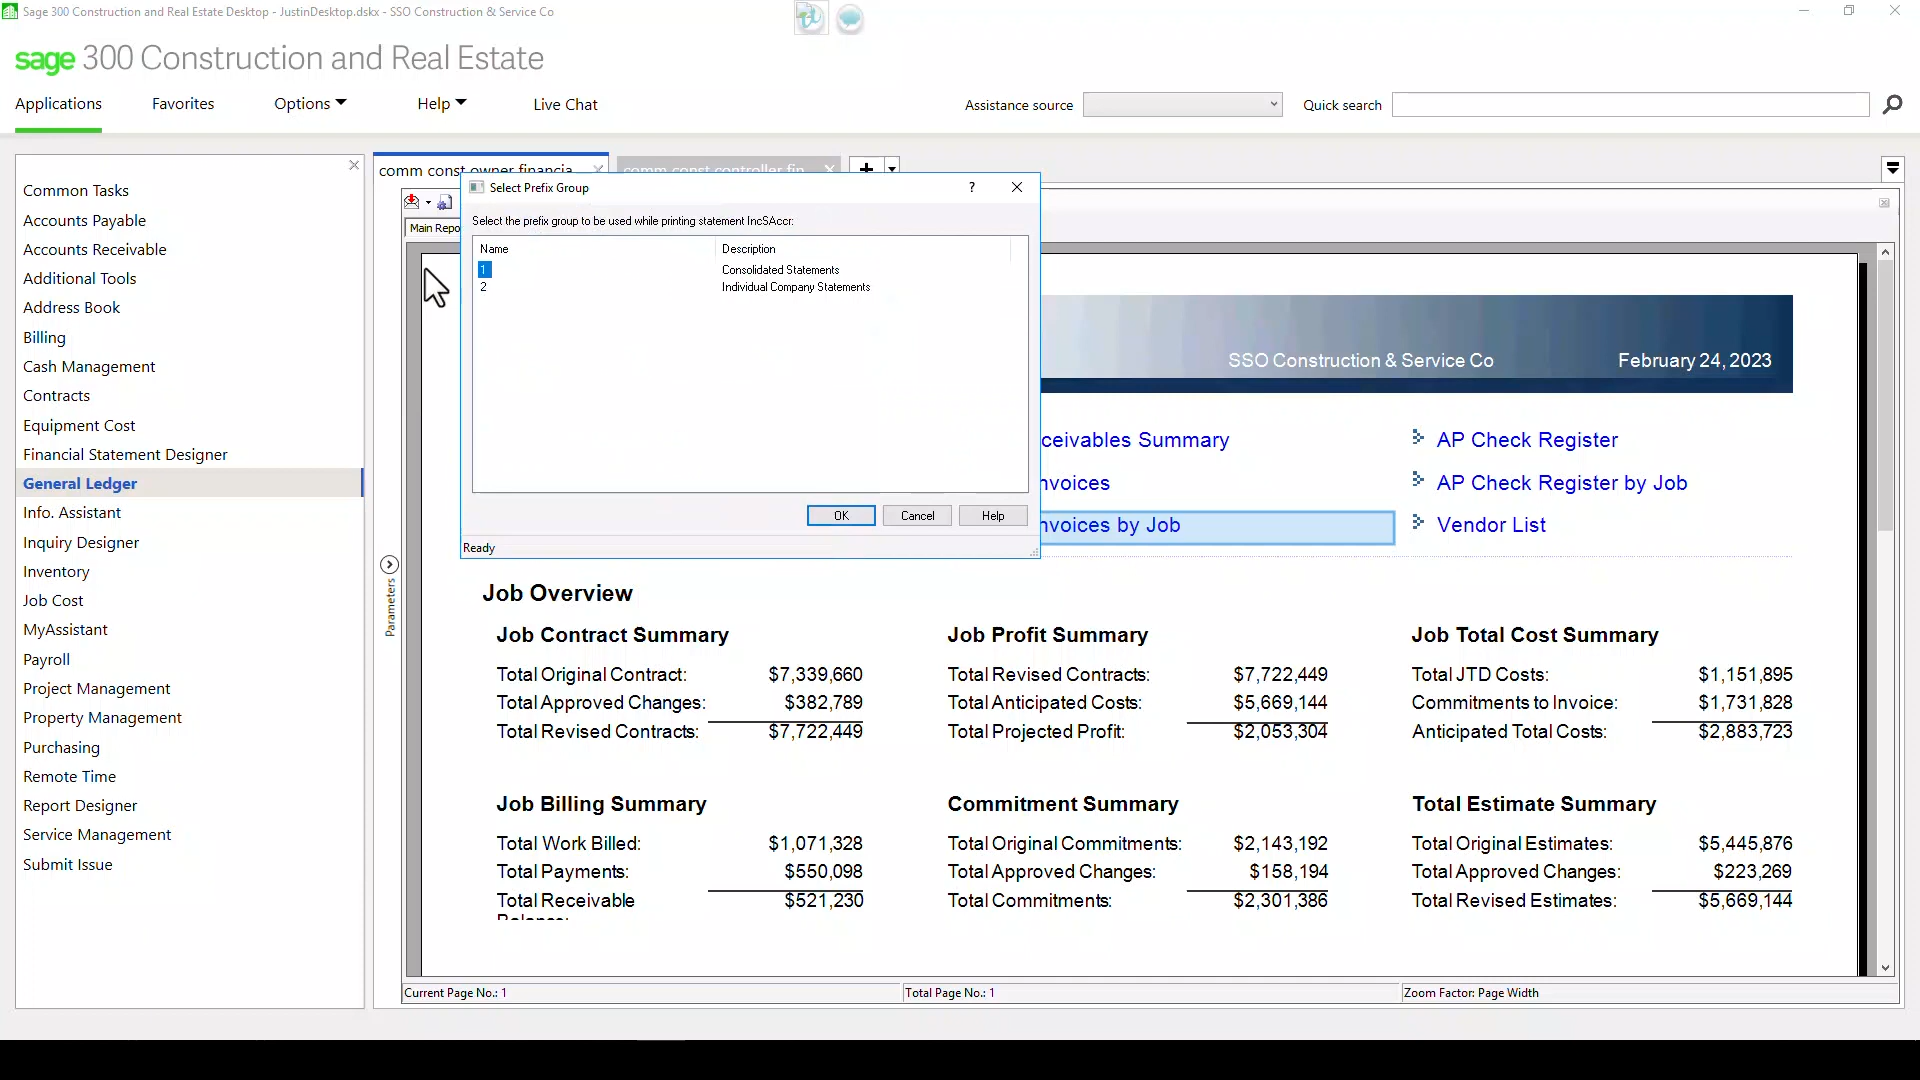 Sage 300 Construction and Real Estate Desktop - JustinDesktop.dskx - SSO Construction & Service Co
sage 300 Construction and Real Estate
Applications Favorites Options Help Live Chat Assistance source Quick search
comm const owner financia comm const controller fin
Common Tasks
Accounts Payable
Accounts Receivable
Additional Tools
Address Book
Billing
Cash Management
Contracts
Equipment Cost
Financial Statement Designer
General Ledger
Info. Assistant
Inquiry Designer
Inventory
Job Cost
MyAssistant
Payroll
Project Management
Property Management
Purchasing
Remote Time
Report Designer
Service Management
Submit Issue
Parameters
Main Repo
Select Prefix Group ?
Select the prefix group to be used while printing statement IncSAccr:
Name Description
1 Consolidated Statements
2 Individual Company Statements
OK Cancel Help
Ready
SSO Construction & Service Co February 24, 2023
ceivables Summary AP Check Register
nvoices AP Check Register by Job
nvoices by Job Vendor List
Job Overview
Job Contract Summary Job Profit Summary Job Total Cost Summary
Total Original Contract: $7,339,660 Total Revised Contracts: $7,722,449 Total JTD Costs: $1,151,895
Total Approved Changes: $382,789 Total Anticipated Costs: $5,669,144 Commitments to Invoice: $1,731,828
Total Revised Contracts: $7,722,449 Total Projected Profit: $2,053,304 Anticipated Total Costs: $2,883,723
Job Billing Summary Commitment Summary Total Estimate Summary
Total Work Billed: $1,071,328 Total Original Commitments: $2,143,192 Total Original Estimates: $5,445,876
Total Payments: $550,098 Total Approved Changes: $158,194 Total Approved Changes: $223,269
Total Receivable $521,230 Total Commitments: $2,301,386 Total Revised Estimates: $5,669,144
Balance:
Current Page No.: 1 Total Page No.: 1 Zoom Factor: Page Width